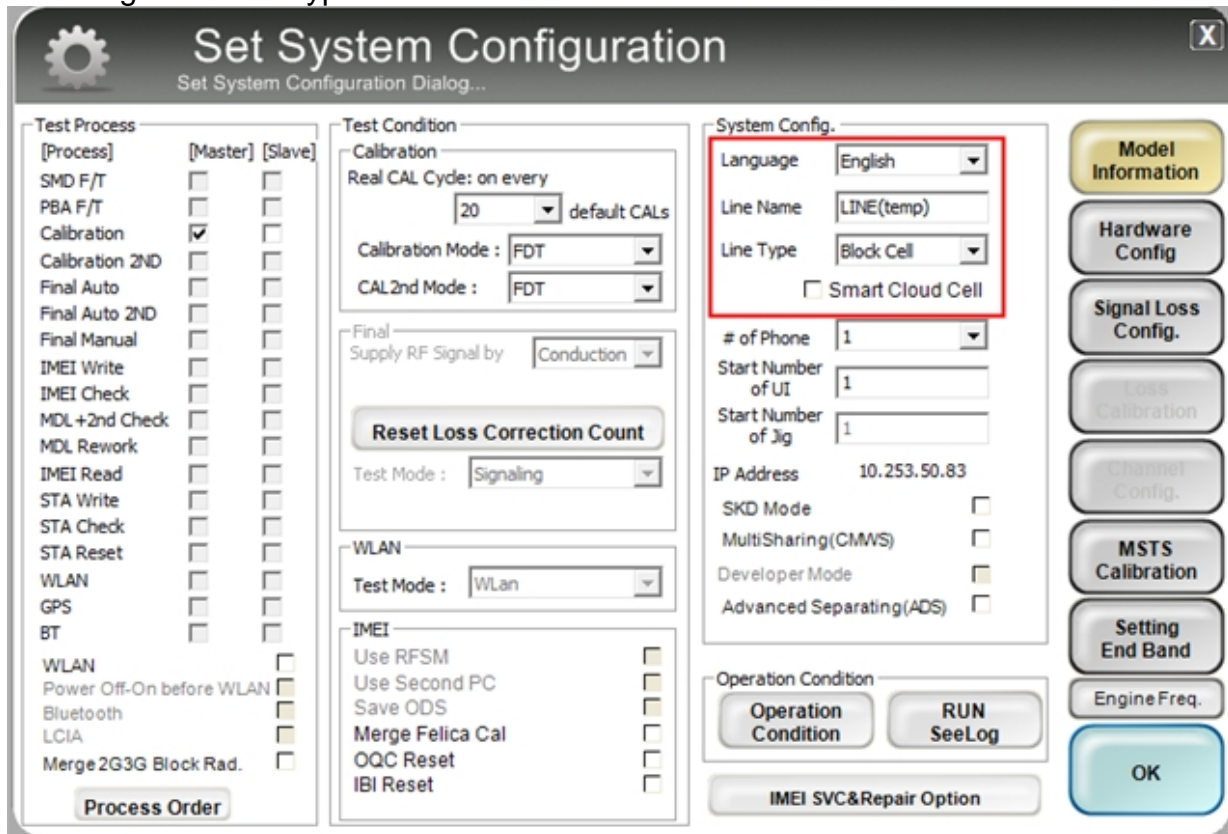 Set System Configuration
X
Set System Configuration Dialog...
Test Process
[Process] [Master] [Slave]
SMD F/T
PBA F/T
Calibration
Calibration 2ND
Final Auto
Final Auto 2ND
Final Manual
IMEI Write
IMEI Check
MDL+2nd Check
MDL Rework
IMEI Read
STA Write
STA Check
STA Reset
WLAN
GPS
BT
WLAN
Power Off-On before WLAN
Bluetooth
LCIA
Merge 2G3G Block Rad.
Process Order
Test Condition
Calibration
Real CAL Cycle: on every
20 default CALs
Calibration Mode : FDT
CAL2nd Mode : FDT
Final
Supply RF Signal by Conduction
Reset Loss Correction Count
Test Mode : Signaling
WLAN
Test Mode : WLan
IMEI
Use RFSM
Use Second PC
Save ODS
Merge Felica Cal
OQC Reset
IBI Reset
System Config.
Language English
Line Name LINE(temp)
Line Type Block Cell
Smart Cloud Cell
# of Phone 1
Start Number
of UI 1
Start Number
of Jig 1
IP Address 10.253.50.83
SKD Mode
MultiSharing(CMWS)
Developer Mode
Advanced Separating(ADS)
Operation Condition
Operation
Condition
RUN
SeeLog
IMEI SVC&Repair Option
Model
Information
Hardware
Config
Signal Loss
Config.
Loss
Calibration
Channel
Config.
MSTS
Calibration
Setting
End Band
Engine Freq.
OK